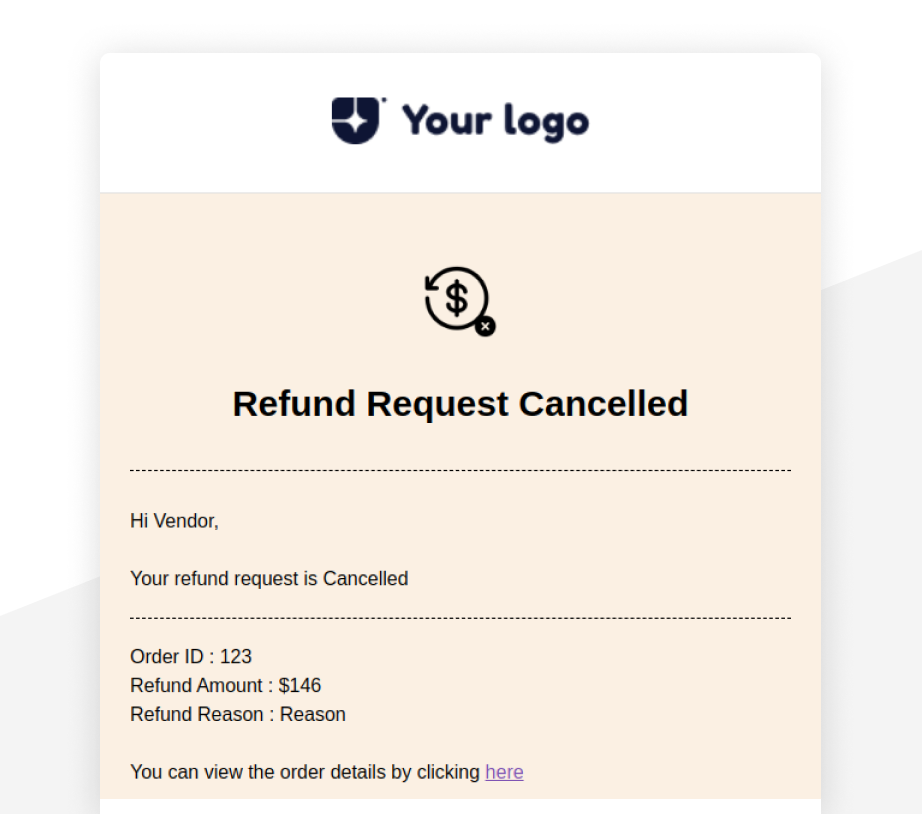 Your logo
$
Refund Request Cancelled
Hi Vendor,
Your refund request is Cancelled
Order ID : 123
Refund Amount : $146
Refund Reason : Reason
You can view the order details by clicking here